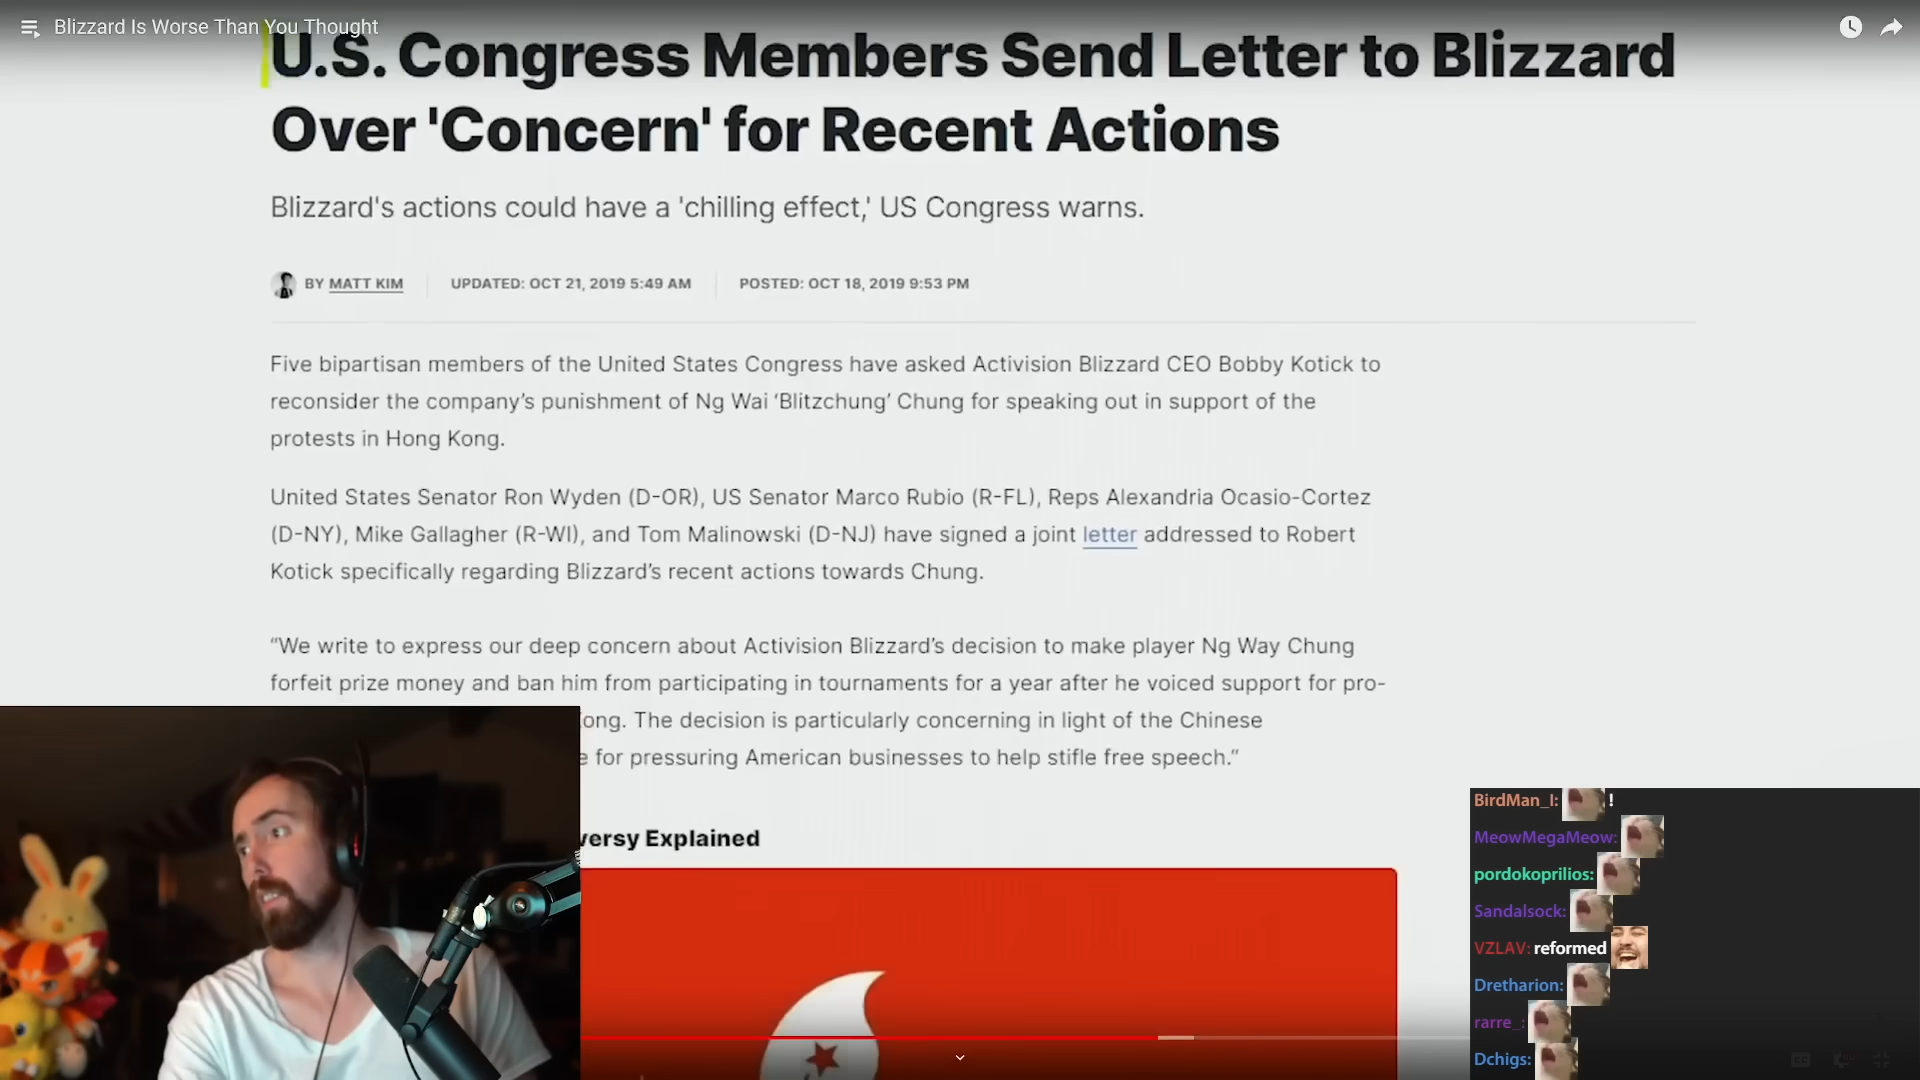 Blizzard Is Worse Than You Thought
U.S. Congress Members Send Letter to Blizzard
Over 'Concern' for Recent Actions
Blizzard's actions could have a 'chilling effect,' US Congress warns.
BY MATT KIM
UPDATED: OCT 21, 2019 5:49 AM
POSTED: OCT 18, 2019 9:53 PM
Five bipartisan members of the United States Congress have asked Activision Blizzard CEO Bobby Kotick to
reconsider the company’s punishment of Ng Wai ‘Blitzchung’ Chung for speaking out in support of the
protests in Hong Kong.
United States Senator Ron Wyden (D-OR), US Senator Marco Rubio (R-FL), Reps Alexandria Ocasio-Cortez
(D-NY), Mike Gallagher (R-WI), and Tom Malinowski (D-NJ) have signed a joint letter addressed to Robert
Kotick specifically regarding Blizzard’s recent actions towards Chung.
“We write to express our deep concern about Activision Blizzard’s decision to make player Ng Way Chung
forfeit prize money and ban him from participating in tournaments for a year after he voiced support for pro-
ong. The decision is particularly concerning in light of the Chinese
e for pressuring American businesses to help stifle free speech.”
versy Explained
BirdMan_I: !
MeowMegaMeow:
pordokoprilios:
Sandalsock:
VZLAV: reformed
Dretharion:
rarre_:
Dchigs: